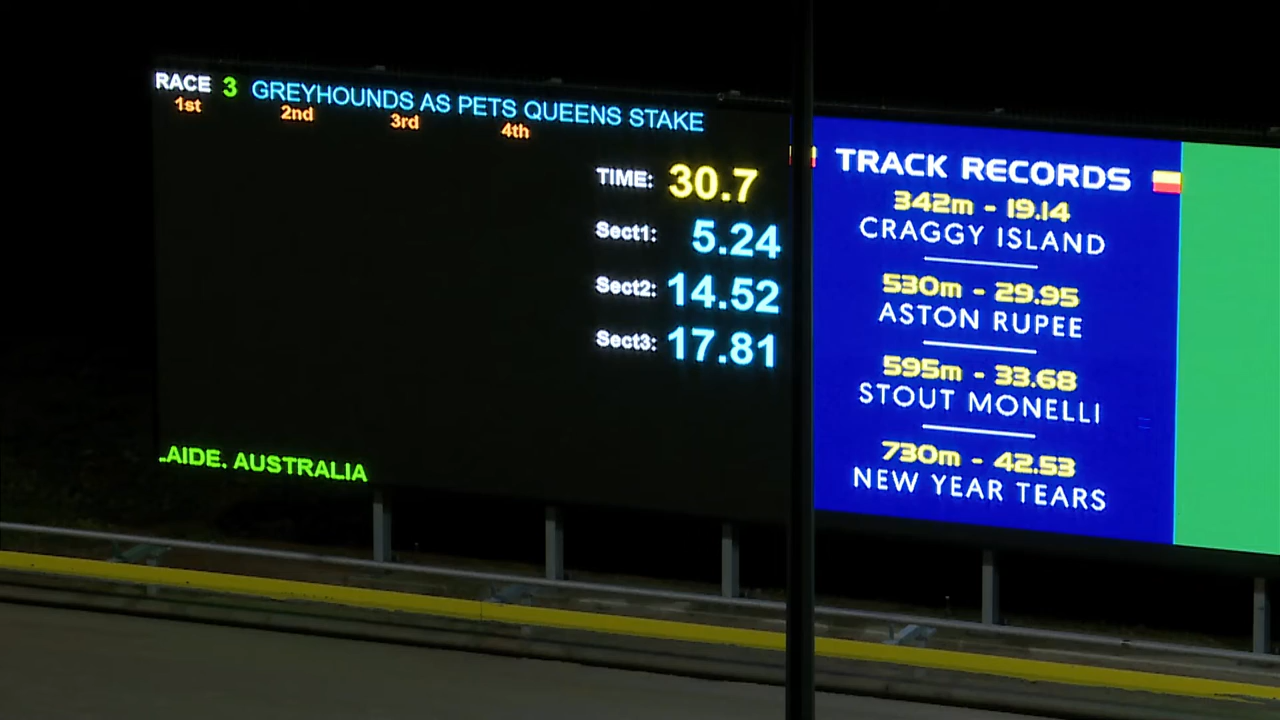 RACE 3 GREYHOUNDS AS PETS QUEENS STAKE
1st 2nd 3rd 4th
TIME: 30.7
Sect1: 5.24
Sect2: 14.52
Sect3: 17.81
AIDE, AUSTRALIA
TRACK RECORDS
342m - 19.14
CRAGGY ISLAND
530m - 29.95
ASTON RUPEE
595m - 33.68
STOUT MONELLI
730m - 42.53
NEW YEAR TEARS